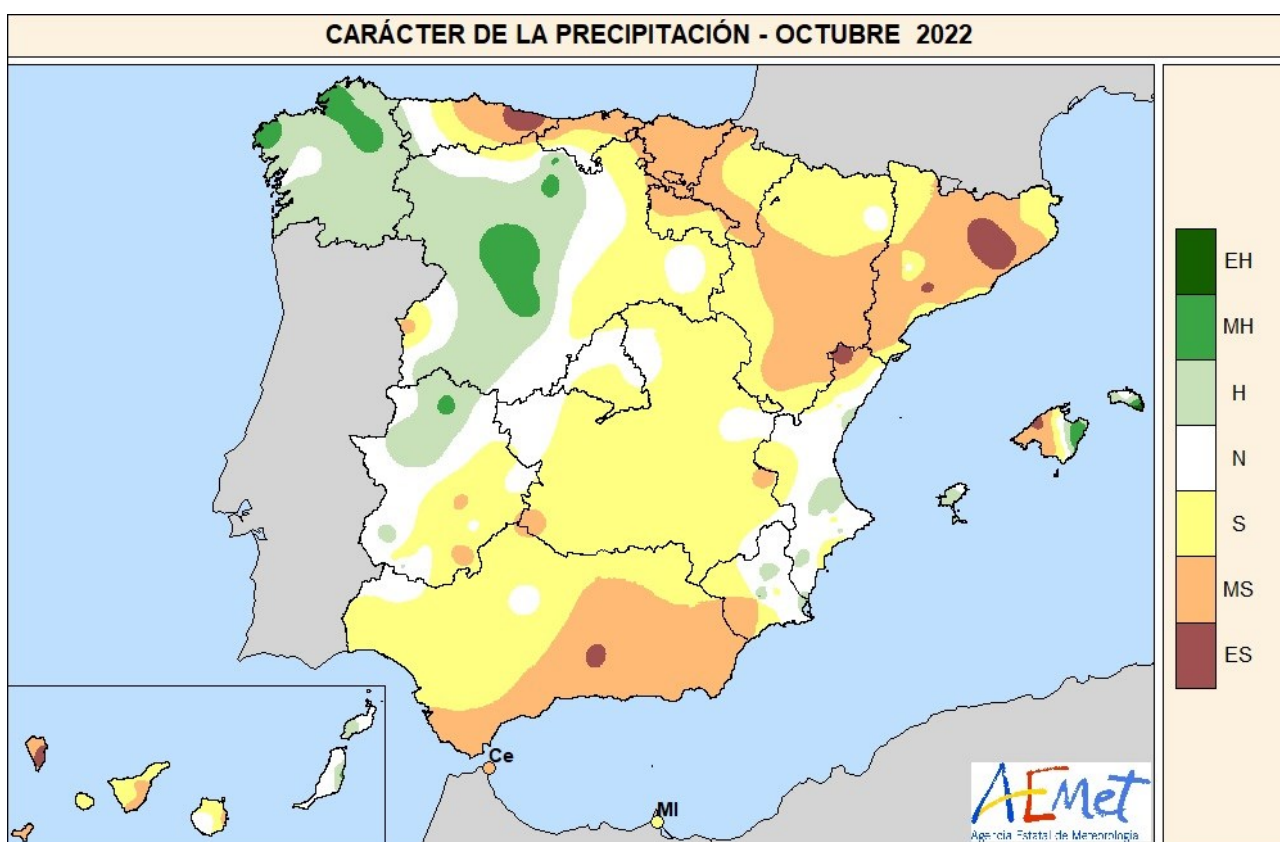 CARÁCTER DE LA PRECIPITACIÓN - OCTUBRE 2022
EH
MH
H
N
S
MS
ES
Ce
Ml
AEMet
Agencia Estatal de Meteorología